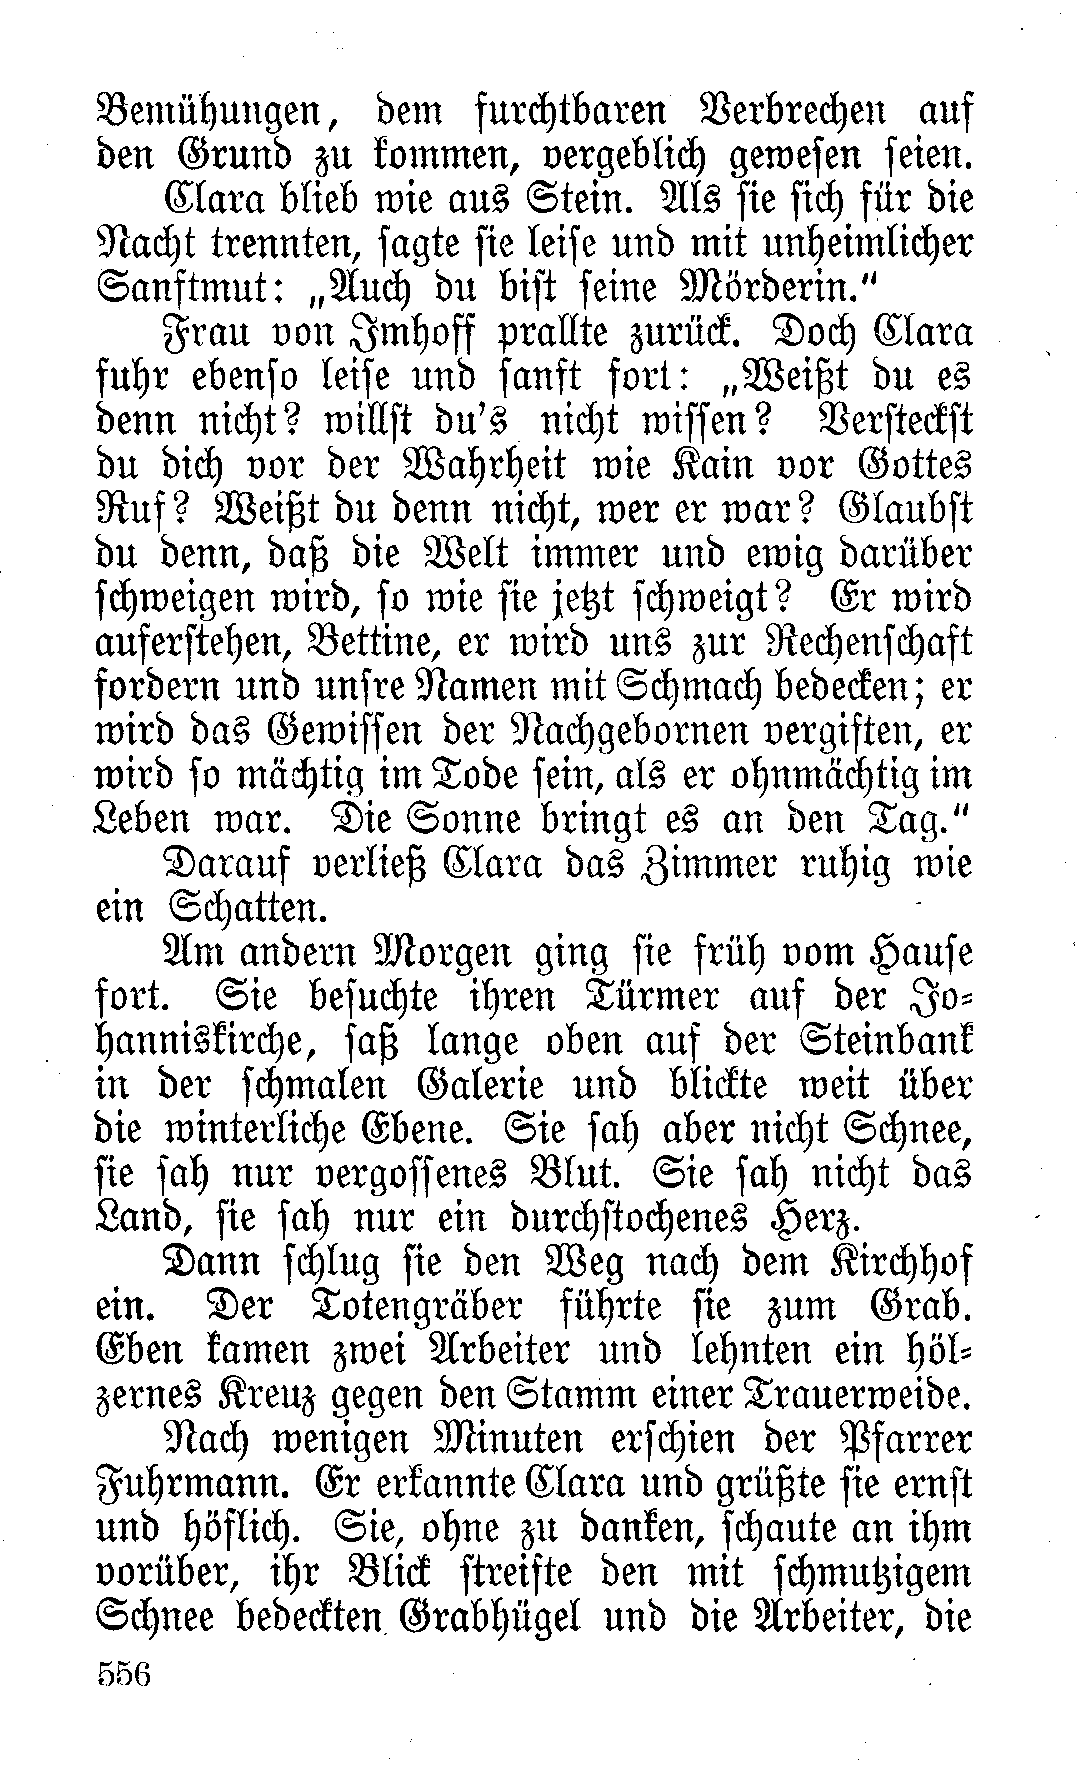 Bemühungen, dem furchtbaren Verbrechen auf
den Grund zu kommen, vergeblich gewesen seien.
Clara blieb wie aus Stein. Als sie sich für die
Nacht trennten, sagte sie leise und mit unheimlicher
Sanftmut: „Auch du bist seine Mörderin."
Frau von Imhoff prallte zurück. Doch Clara
fuhr ebenso leise und sanft fort: „Weißt du es
denn nicht? willst du's nicht wissen? Versteckst
du dich vor der Wahrheit wie Kain vor Gottes
Ruf? Weißt du denn nicht, wer er war? Glaubst
du denn, daß die Welt immer und ewig darüber
schweigen wird, so wie sie jetzt schweigt? Er wird
auferstehen, Bettine, er wird uns zur Rechenschaft
fordern und unsre Namen mit Schmach bedecken; er
wird das Gewissen der Nachgebornen vergiften, er
wird so mächtig im Tode sein, als er ohnmächtig im
Leben war. Die Sonne bringt es an den Tag."
Darauf verließ Clara das Zimmer ruhig wie
ein Schatten.
Am andern Morgen ging sie früh vom Hause
fort. Sie besuchte ihren Türmer auf der Jo-
hanniskirche, saß lange oben auf der Steinbank
in der schmalen Galerie und blickte weit über
die winterliche Ebene. Sie sah aber nicht Schnee,
sie sah nur vergossenes Blut. Sie sah nicht das
Land, sie sah nur ein durchstochenes Herz.
Dann schlug sie den Weg nach dem Kirchhof
ein. Der Totengräber führte sie zum Grab.
Eben kamen zwei Arbeiter und lehnten ein höl-
zernes Kreuz gegen den Stamm einer Trauerweide.
Nach wenigen Minuten erschien der Pfarrer
Fuhrmann. Er erkannte Clara und grüßte sie ernst
und höflich. Sie, ohne zu danken, schaute an ihm
vorüber, ihr Blick streifte den mit schmutzigem
Schnee bedeckten Grabhügel und die Arbeiter, die
556